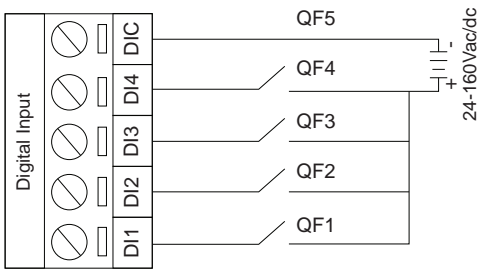 Digital Input
DIC
DI4
DI3
DI2
DI1
QF5
QF4
QF3
QF2
QF1
-
+
24-160Vac/dc